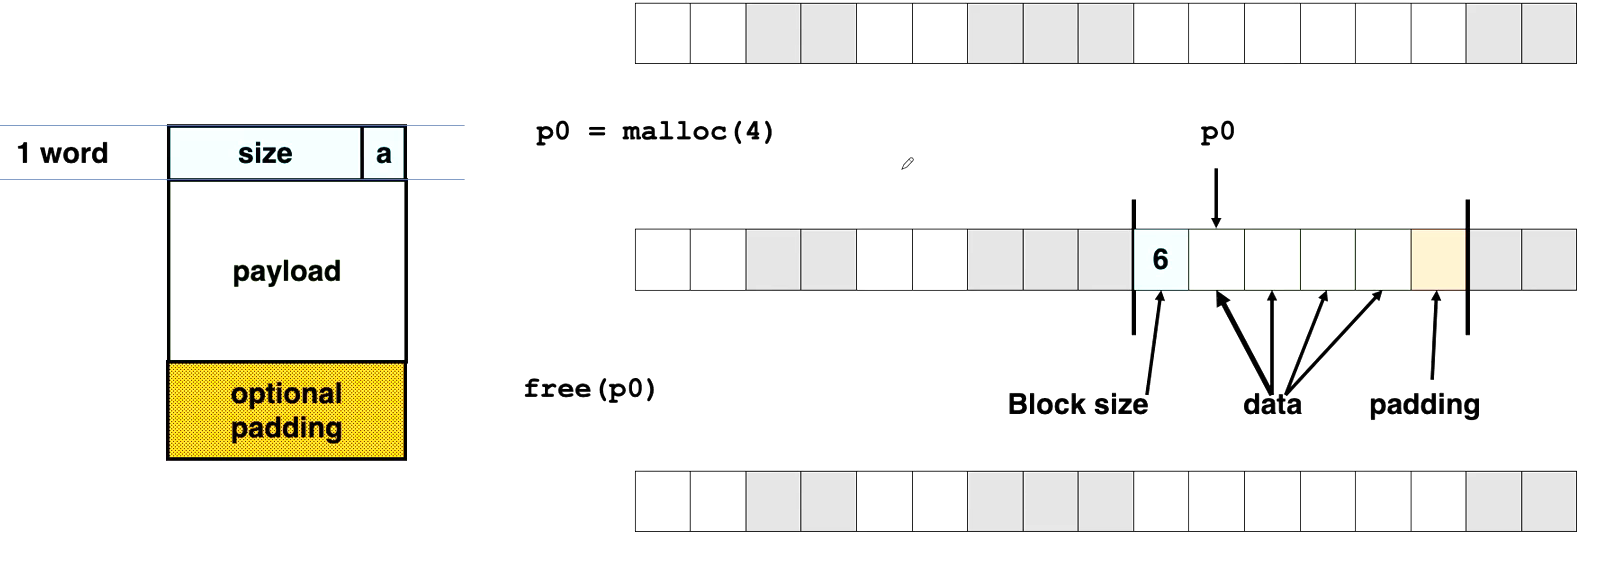 1 word
size
a
payload
optional
padding
p0 = malloc(4)
p0
6
free(p0)
Block size
data
padding